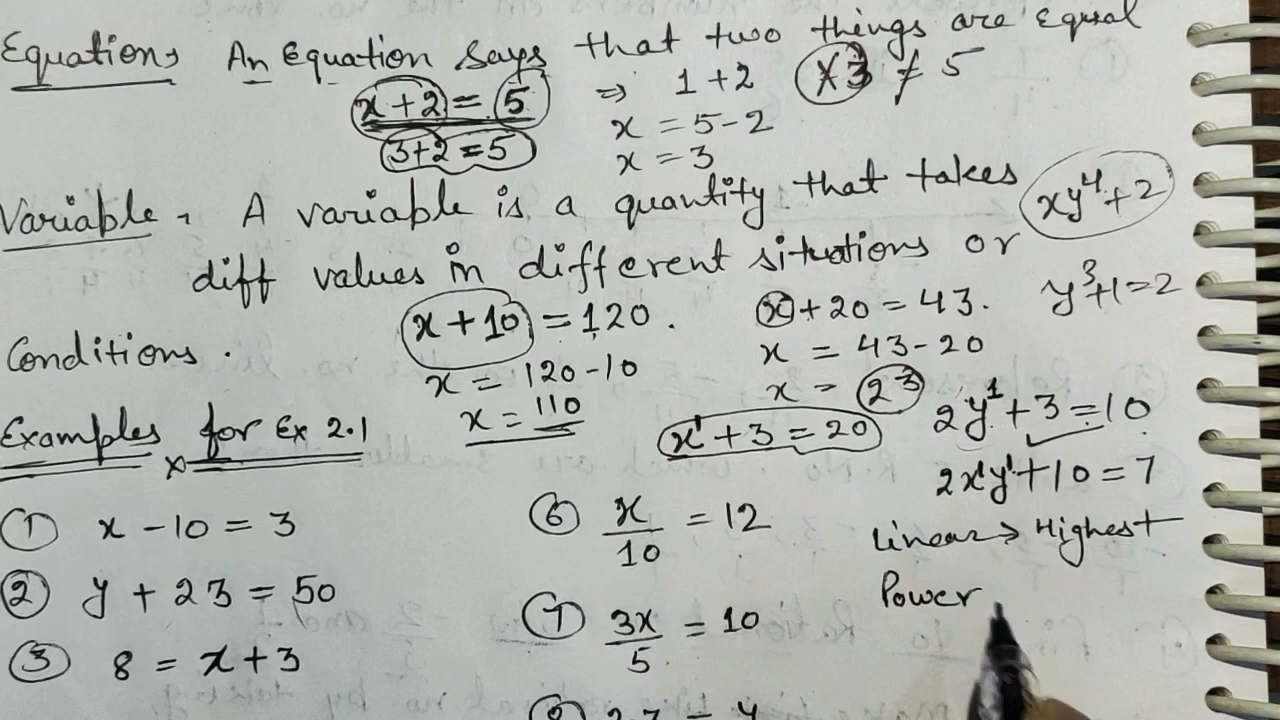 Equation, An Equation says that two things are equal
x+2 = 5 ⇒ 1+2 3 ≠ 5
3+2=5 x = 5-2
x = 3
Variable, A variable is a quantity that takes
xy⁴+2
diff values in different situations or
Conditions.
x+10 = 120.
x = 120-10
x = 110
x+20 = 43.
x = 43-20
x = 23
y³+1=2
Examples for Ex 2.1
x¹+3=20
2y¹+3=10
2x¹y¹+10=7
Linear → Highest
Power
① x -10 = 3
② y + 23 = 50
③ 8 = x+3
⑥ x/10 = 12
⑦ 3x/5 = 10